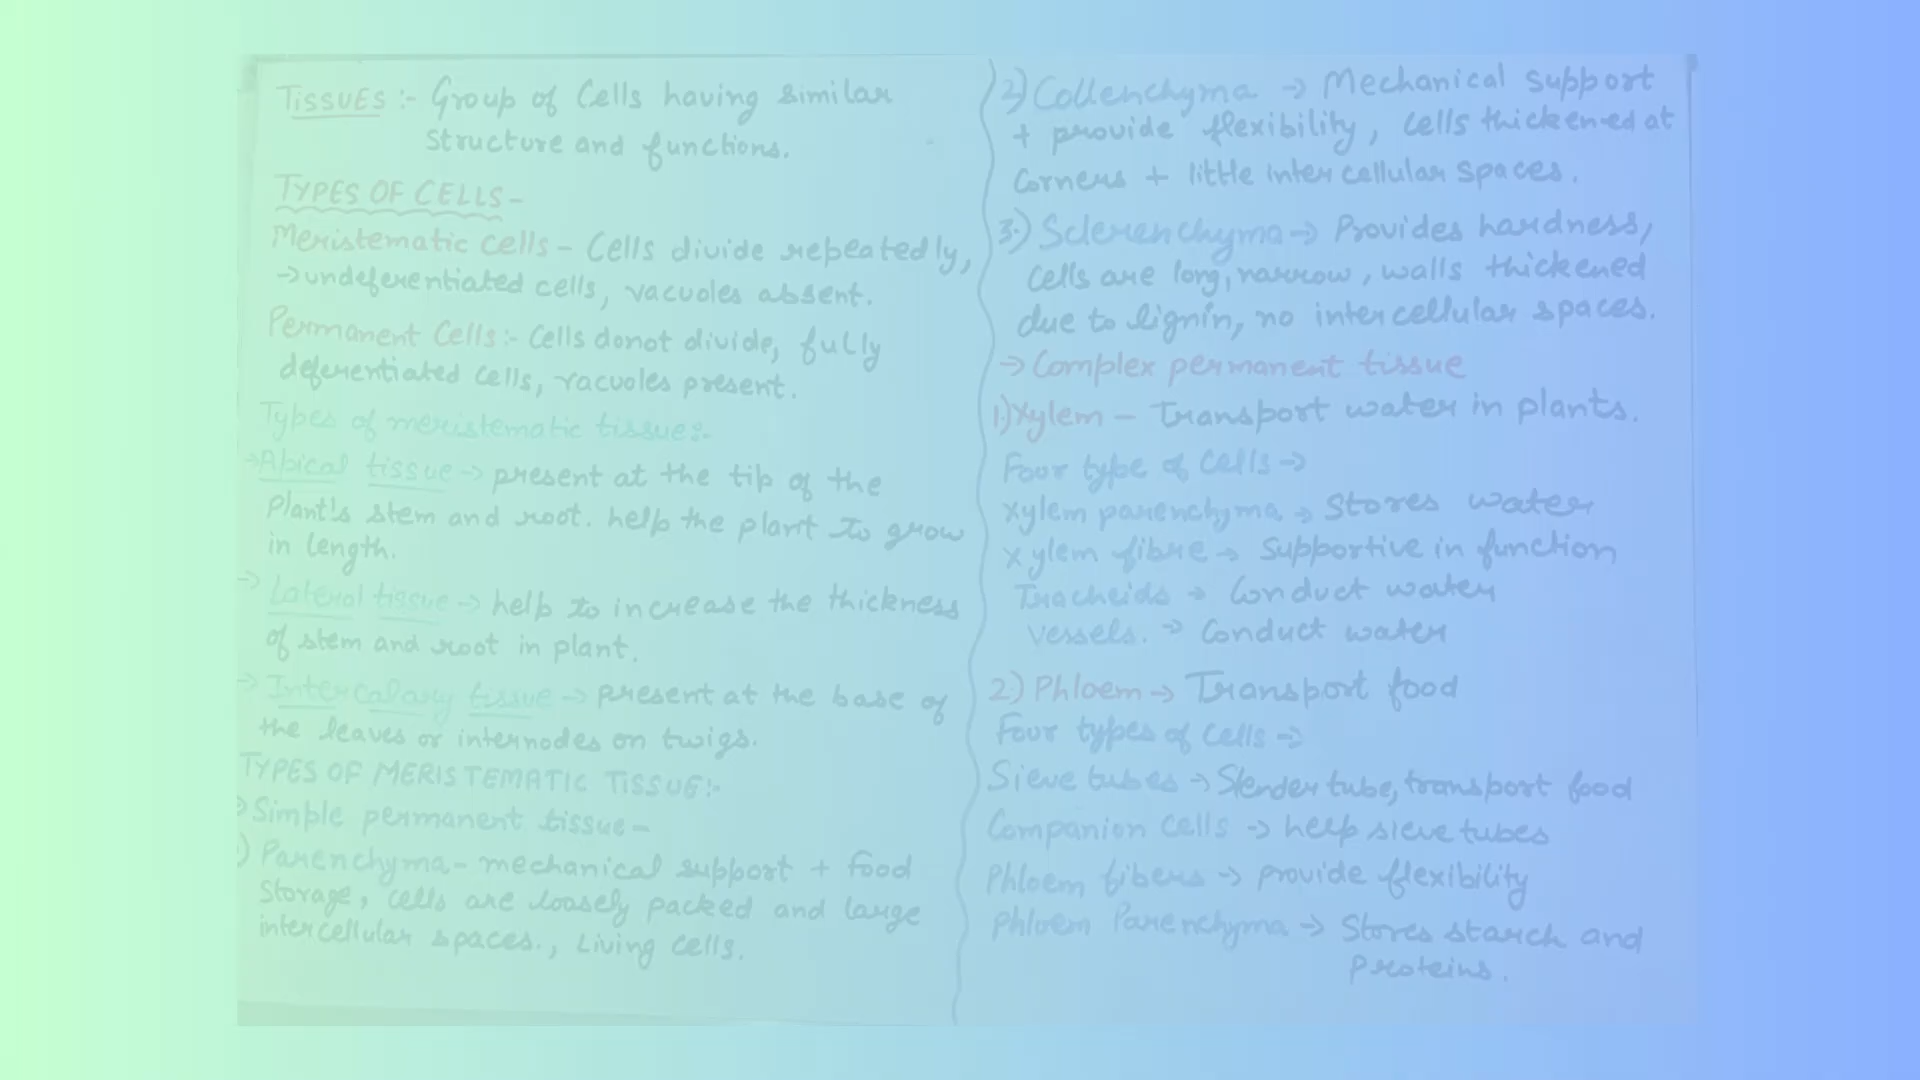 TISSUES :- Group of Cells having similar
structure and functions.
TYPES OF CELLS -
Meristematic cells - Cells divide repeatedly,
→ undeferentiated cells, vacuoles absent.
Permanent Cells :- Cells donot divide, fully
deferentiated cells, vacuoles present.
Types of meristematic tissue:-
→ Apical tissue → present at the tip of the
Plant's stem and root. help the plant to grow
in length.
→ Lateral tissue → help to increase the thickness
of stem and root in plant.
→ Intercalary tissue → present at the base of
the leaves or internodes on twigs.
TYPES OF MERISTEMATIC TISSUE:-
Simple permanent tissue -
) Parenchyma - mechanical support + food
storage, cells are loosely packed and large
intercellular spaces., Living cells.
2) Collenchyma → Mechanical support
+ provide flexibility, cells thickened at
Corners + little intercellular spaces.
3.) Sclerenchyma → Provides hardness,
cells are long, narrow, walls thickened
due to lignin, no intercellular spaces.
→ Complex permanent tissue
1.) Xylem - Transport water in plants.
Four type of cells →
xylem parenchyma → Stores water
xylem fibre → Supportive in function
Tracheids → Conduct water
vessels. → Conduct water
2) Phloem → Transport food
Four types of cells →
Sieve tubes → Slender tube, transport food
Companion cells → help sieve tubes
Phloem fibers → provide flexibility
Phloem Parenchyma → Stores starch and
proteins.